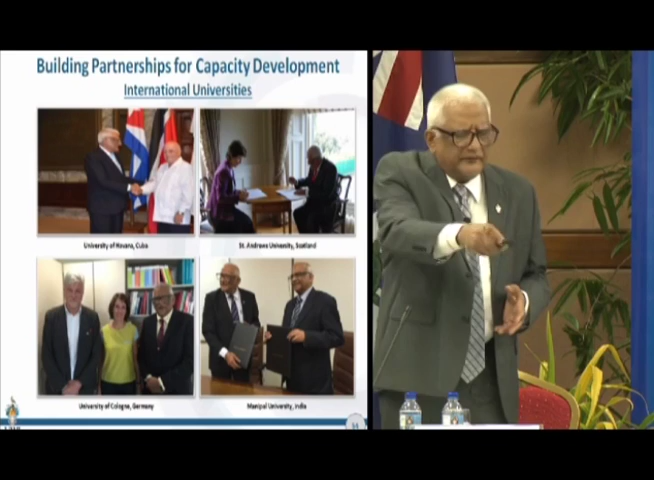 Building Partnerships for Capacity Development
International Universities
University of Havana, Cuba
St. Andrews University, Scotland
University of Cologne, Germany
Manipal University, India